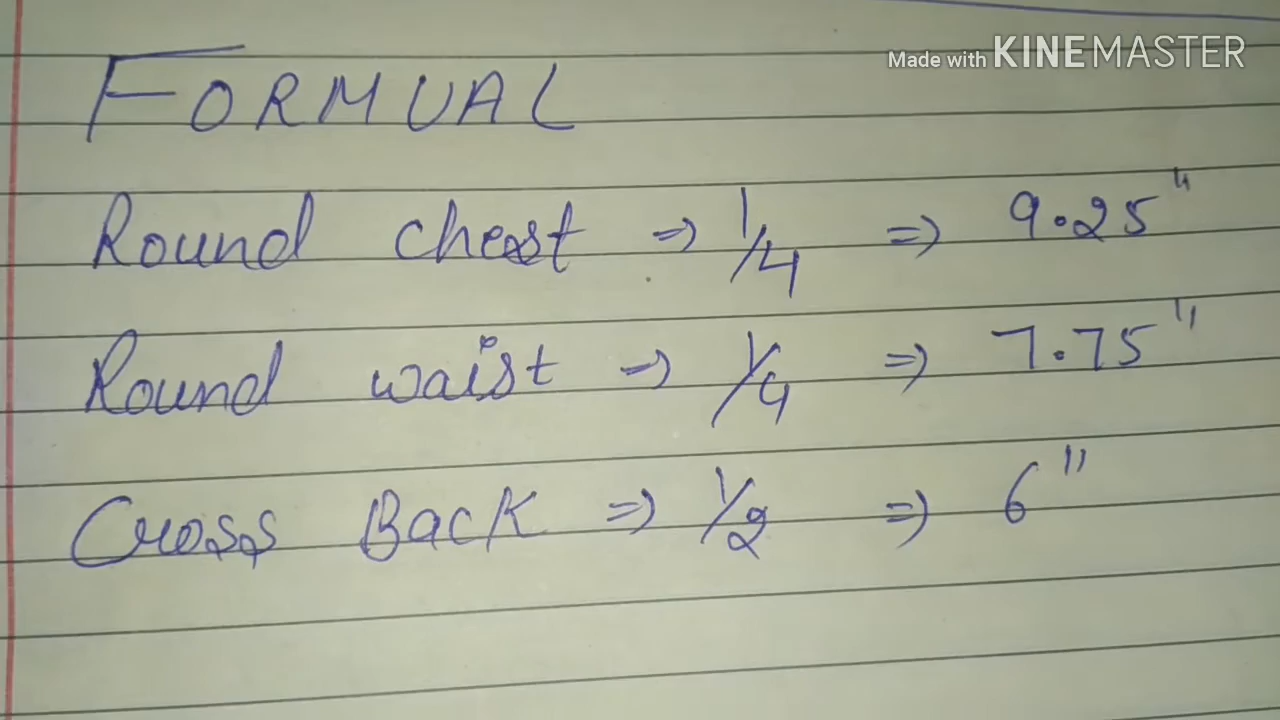 Made with KINEMASTER
FORMUAL
Round chest → 1/4 ⇒ 9.25"
Round waist → 1/4 ⇒ 7.75"
Cross Back ⇒ 1/2 ⇒ 6"